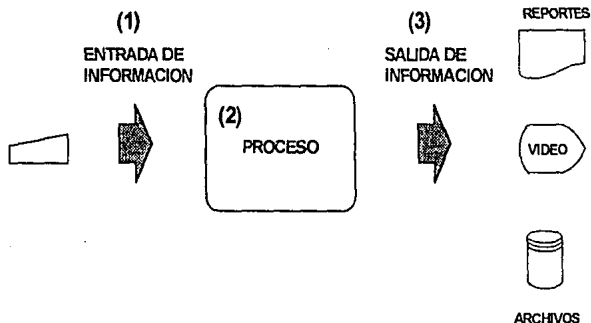 (1)
ENTRADA DE
INFORMACION
(2)
PROCESO
(3)
SALIDA DE
INFORMACION
REPORTES
VIDEO
ARCHIVOS